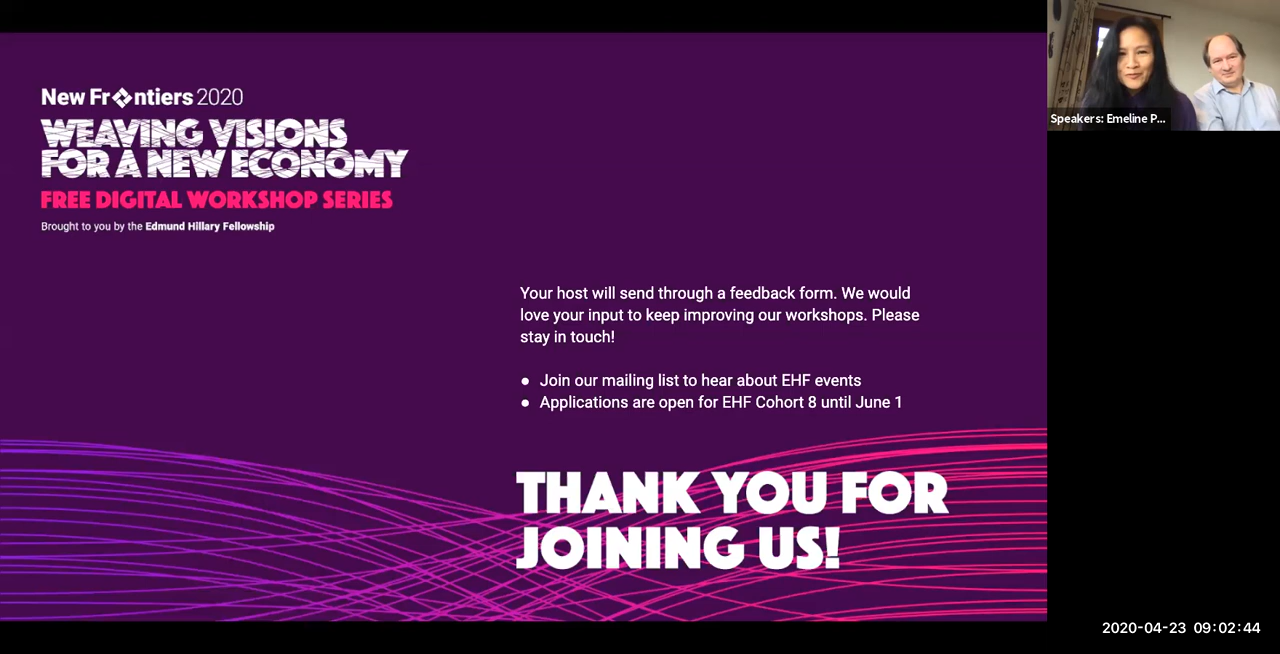 New Frontiers 2020
WEAVING VISIONS
FOR A NEW ECONOMY
FREE DIGITAL WORKSHOP SERIES
Brought to you by the Edmund Hillary Fellowship
Your host will send through a feedback form. We would
love your input to keep improving our workshops. Please
stay in touch!
● Join our mailing list to hear about EHF events
● Applications are open for EHF Cohort 8 until June 1
THANK YOU FOR
JOINING US!
Speakers: Emeline P...
2020-04-23 09:02:44